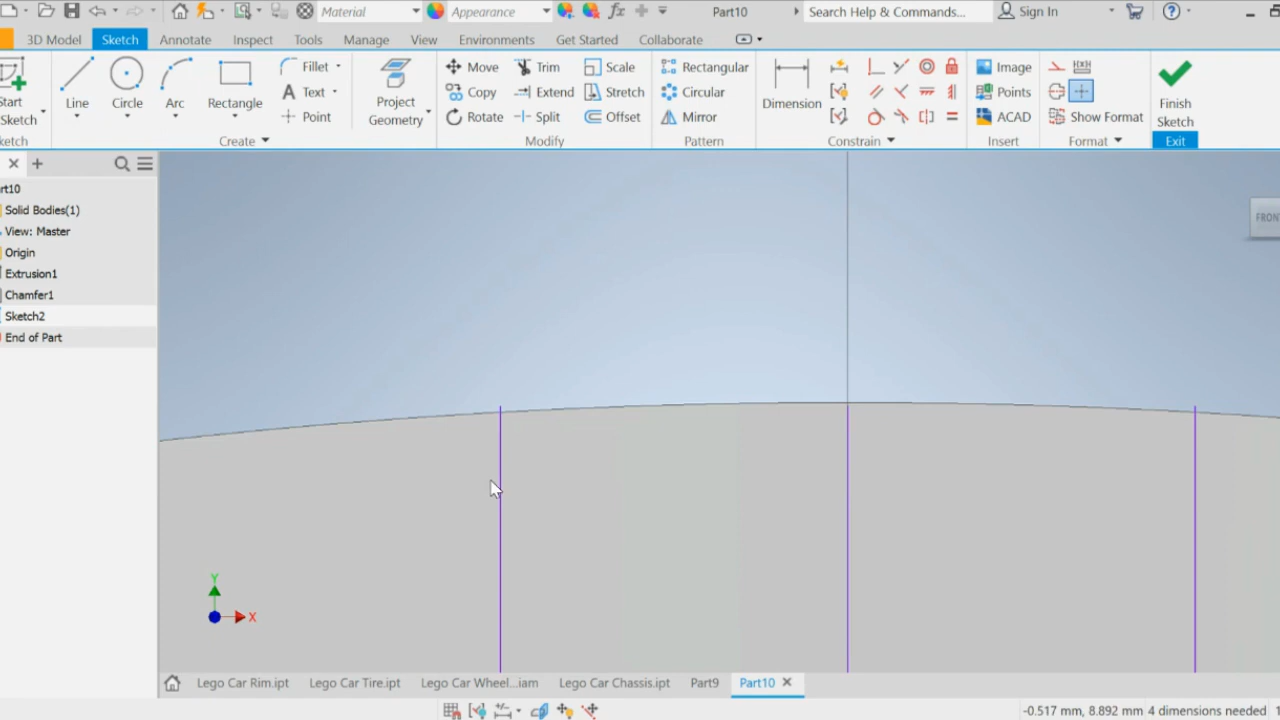 Material
Appearance
Part10
Search Help & Commands...
Sign In
3D Model
Sketch
Annotate
Inspect
Tools
Manage
View
Environments
Get Started
Collaborate
Start
Sketch
Line
Circle
Arc
Rectangle
Fillet
Text
Point
Project
Geometry
Move
Copy
Rotate
Trim
Extend
Split
Scale
Stretch
Offset
Rectangular
Circular
Mirror
Dimension
Image
Points
ACAD
Show Format
Finish
Sketch
ketch
Create
Modify
Pattern
Constrain
Insert
Format
Exit
rt10
Solid Bodies(1)
View: Master
Origin
Extrusion1
Chamfer1
Sketch2
End of Part
FRON
Y
X
Lego Car Rim.ipt
Lego Car Tire.ipt
Lego Car Wheel...iam
Lego Car Chassis.ipt
Part9
Part10
-0.517 mm, 8.892 mm
4 dimensions needed
1